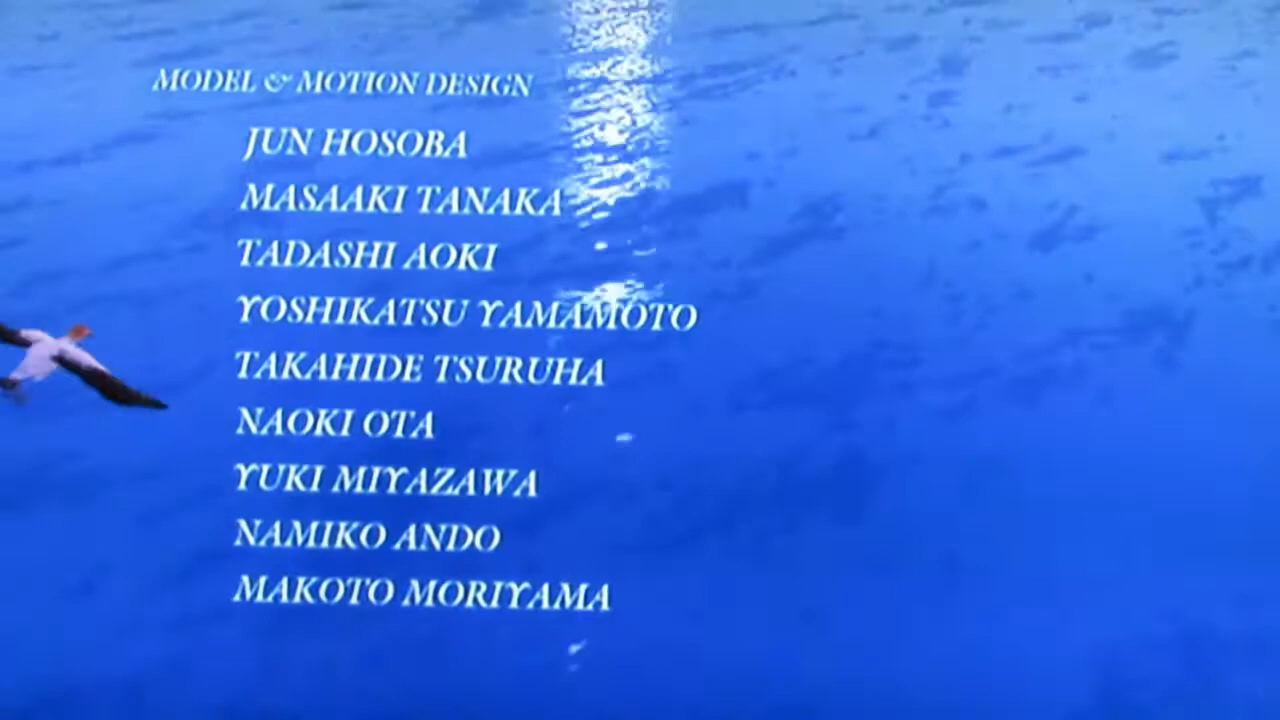 MODEL & MOTION DESIGN
JUN HOSOBA
MASAAKI TANAKA
TADASHI AOKI
YOSHIKATSU YAMAMOTO
TAKAHIDE TSURUHA
NAOKI OTA
YUKI MIYAZAWA
NAMIKO ANDO
MAKOTO MORIYAMA